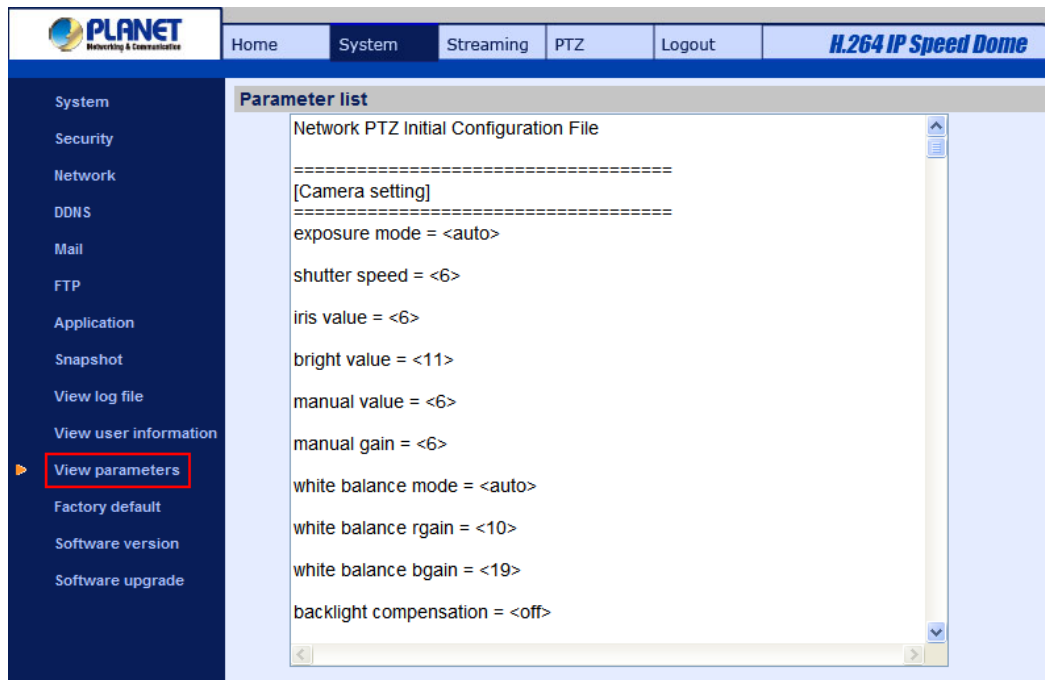 PLANET
Networking & Communication
Home System Streaming PTZ Logout H.264 IP Speed Dome
System
Security
Network
DDNS
Mail
FTP
Application
Snapshot
View log file
View user information
View parameters
Factory default
Software version
Software upgrade
Parameter list
Network PTZ Initial Configuration File
====================================
[Camera setting]
====================================
exposure mode = <auto>
shutter speed = <6>
iris value = <6>
bright value = <11>
manual value = <6>
manual gain = <6>
white balance mode = <auto>
white balance rgain = <10>
white balance bgain = <19>
backlight compensation = <off>